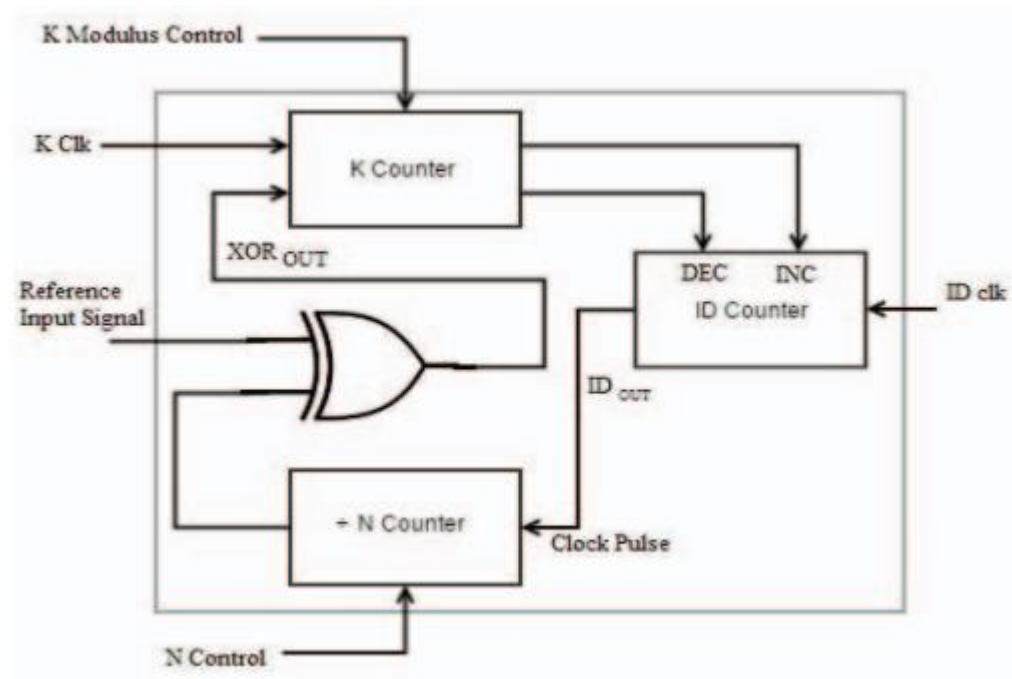 K Modulus Control
K Clk
K Counter
XOR OUT
DEC INC
Reference
Input Signal
ID Counter
ID clk
ID OUT
÷ N Counter
Clock Pulse
N Control